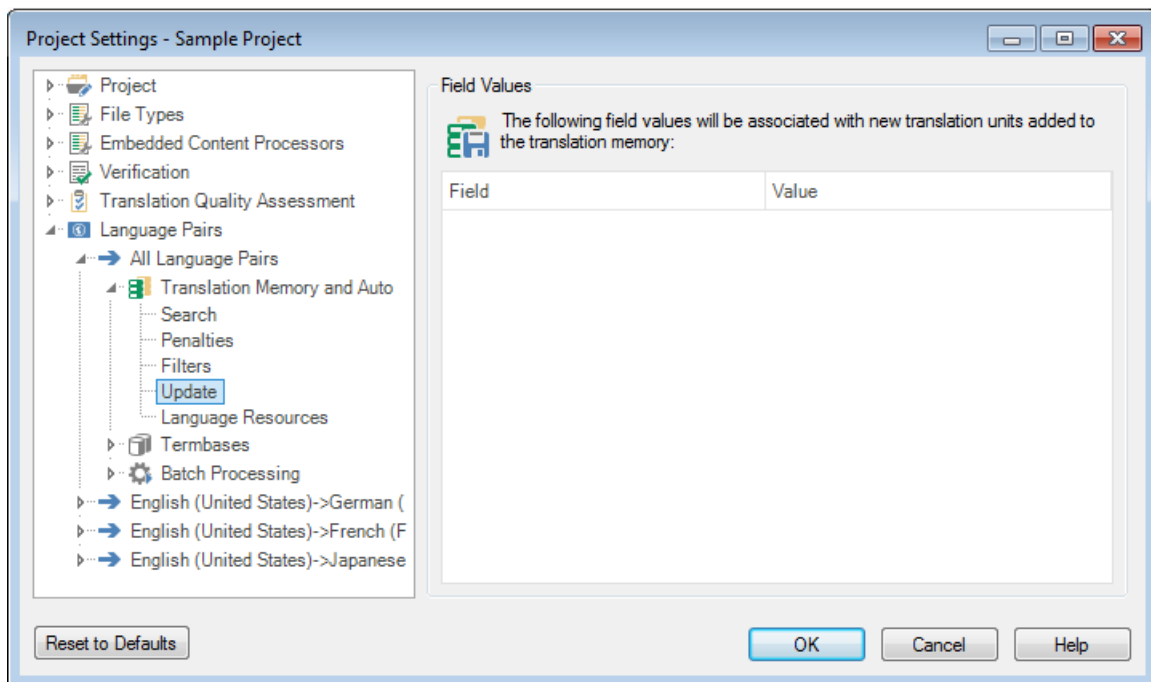 Project Settings - Sample Project
Project
File Types
Embedded Content Processors
Verification
Translation Quality Assessment
Language Pairs
All Language Pairs
Translation Memory and Auto
Search
Penalties
Filters
Update
Language Resources
Termbases
Batch Processing
English (United States)->German (
English (United States)->French (F
English (United States)->Japanese
Field Values
The following field values will be associated with new translation units added to
the translation memory:
Field Value
Reset to Defaults OK Cancel Help